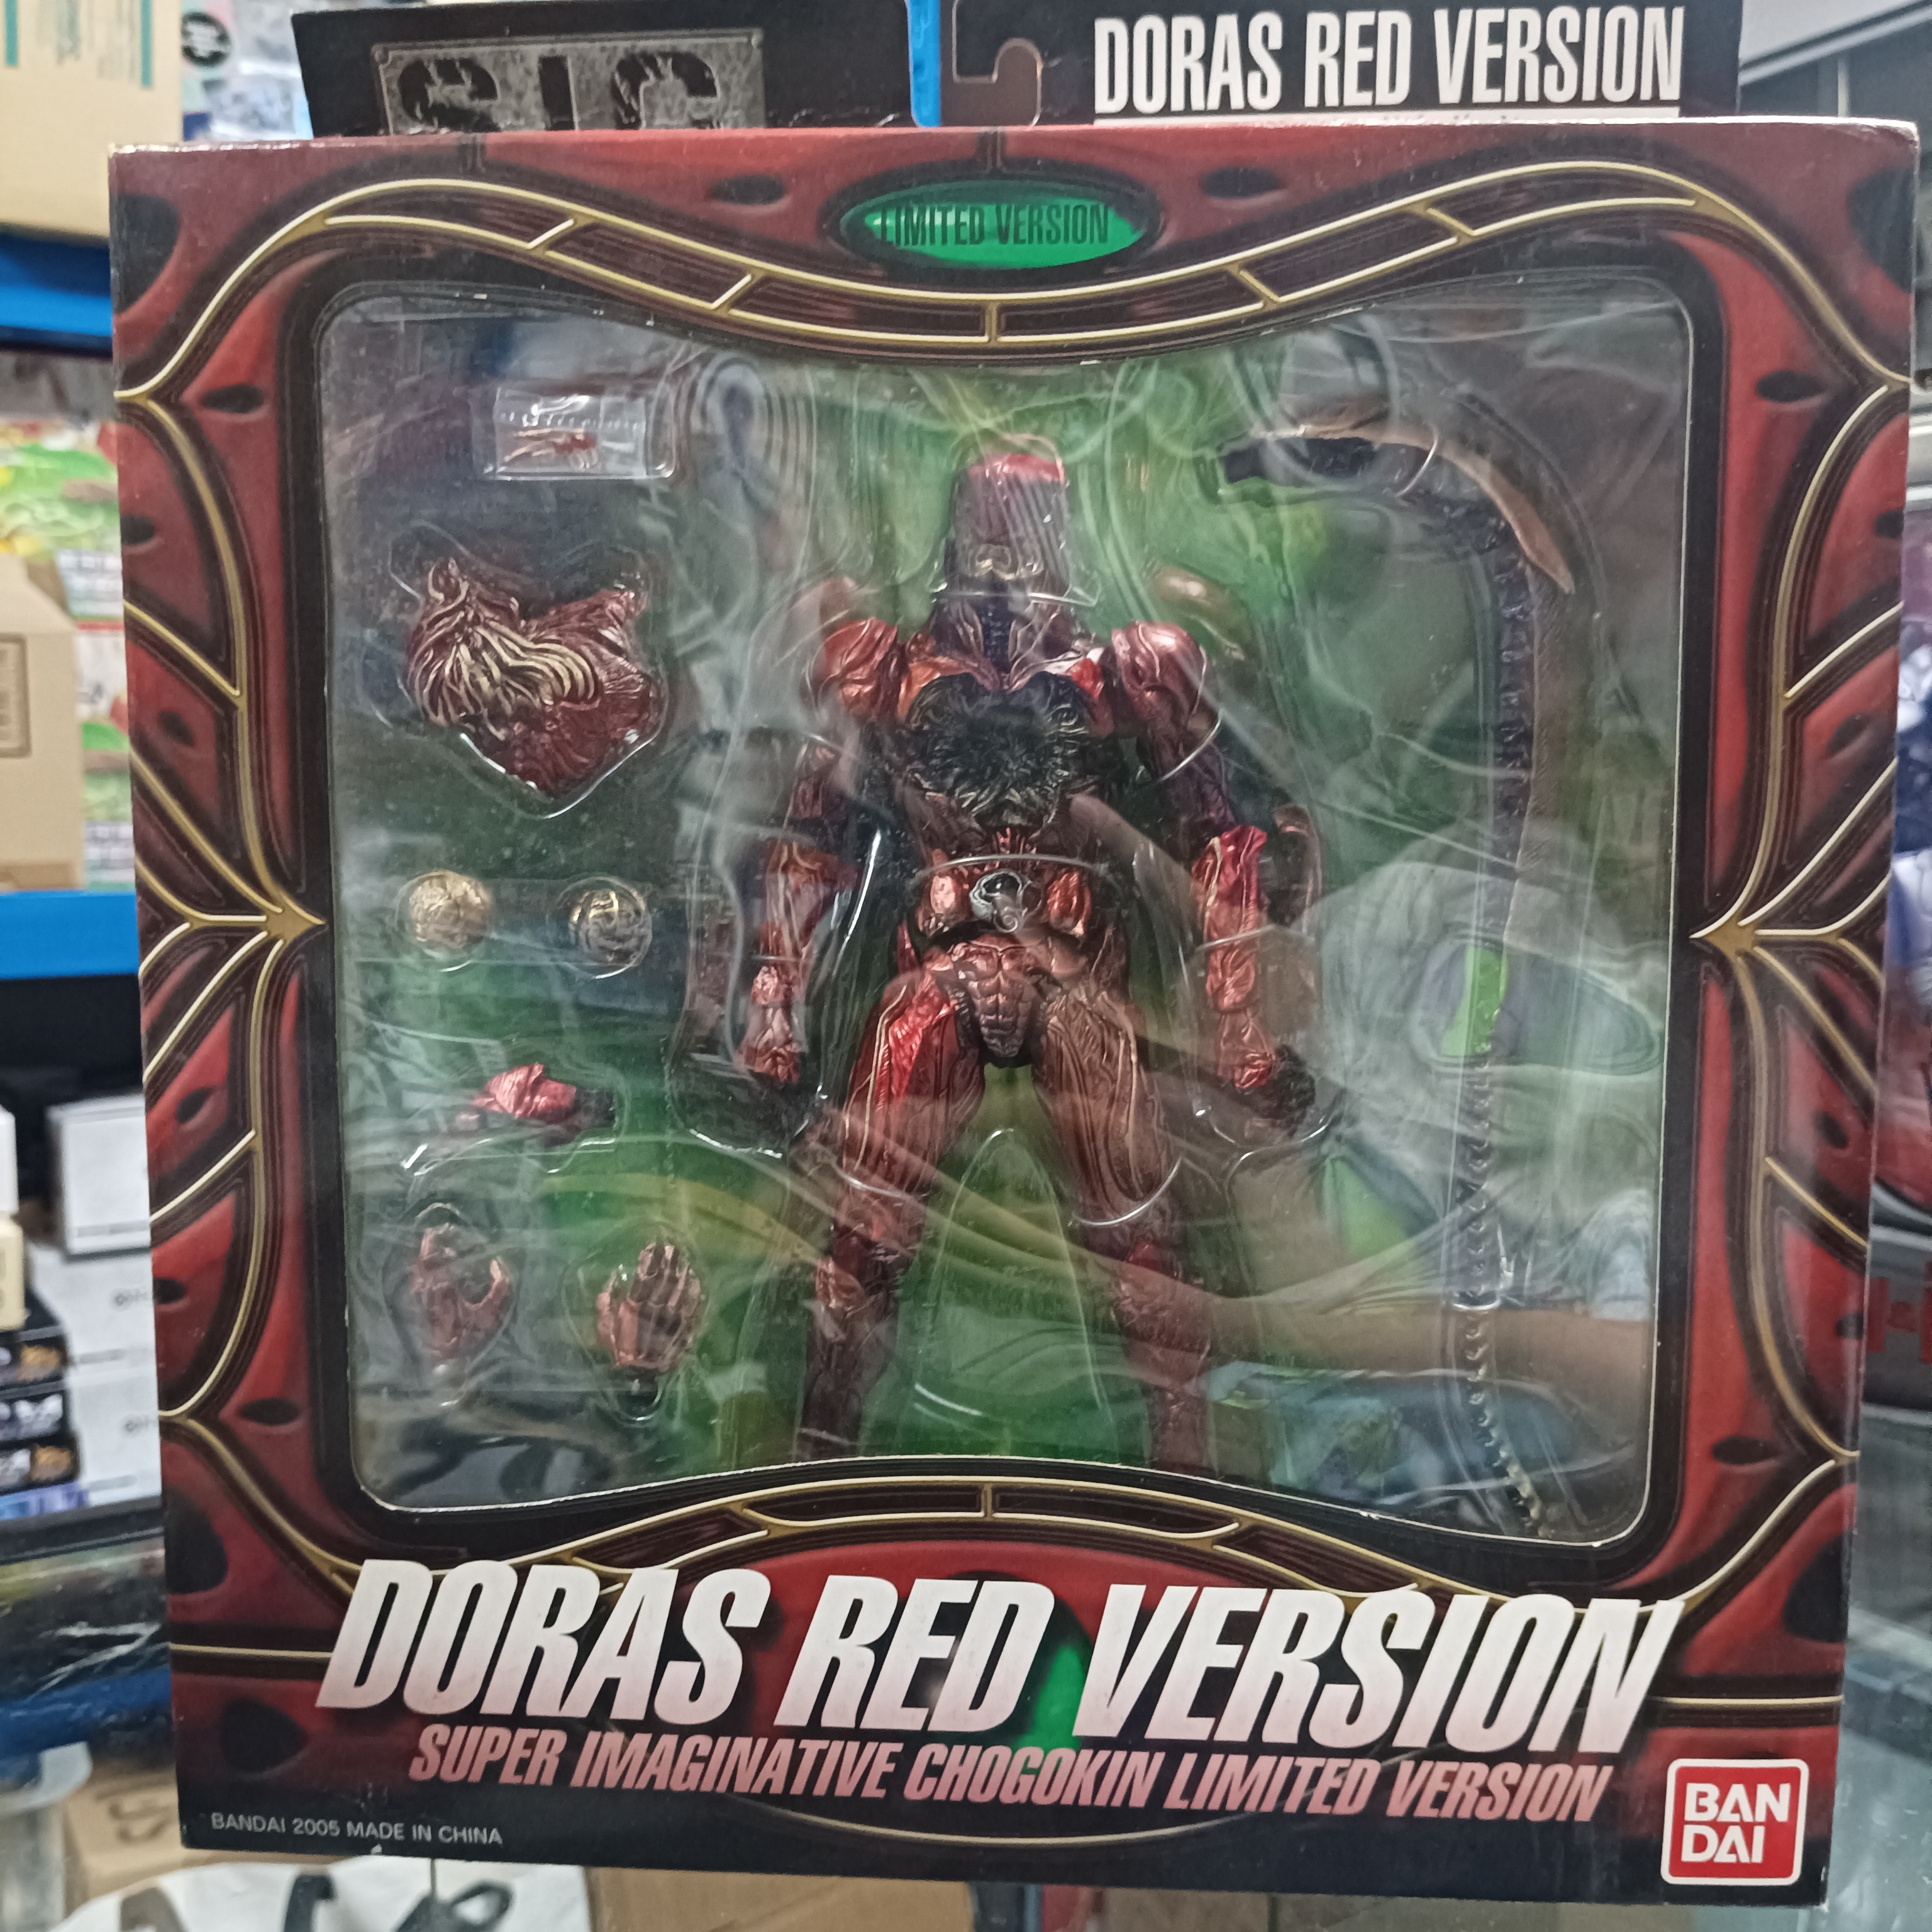 SIC
DORAS RED VERSION
LIMITED VERSION
DORAS RED VERSION
SUPER IMAGINATIVE CHOGOKIN LIMITED VERSION
BANDAI 2005 MADE IN CHINA
BAN
DAI